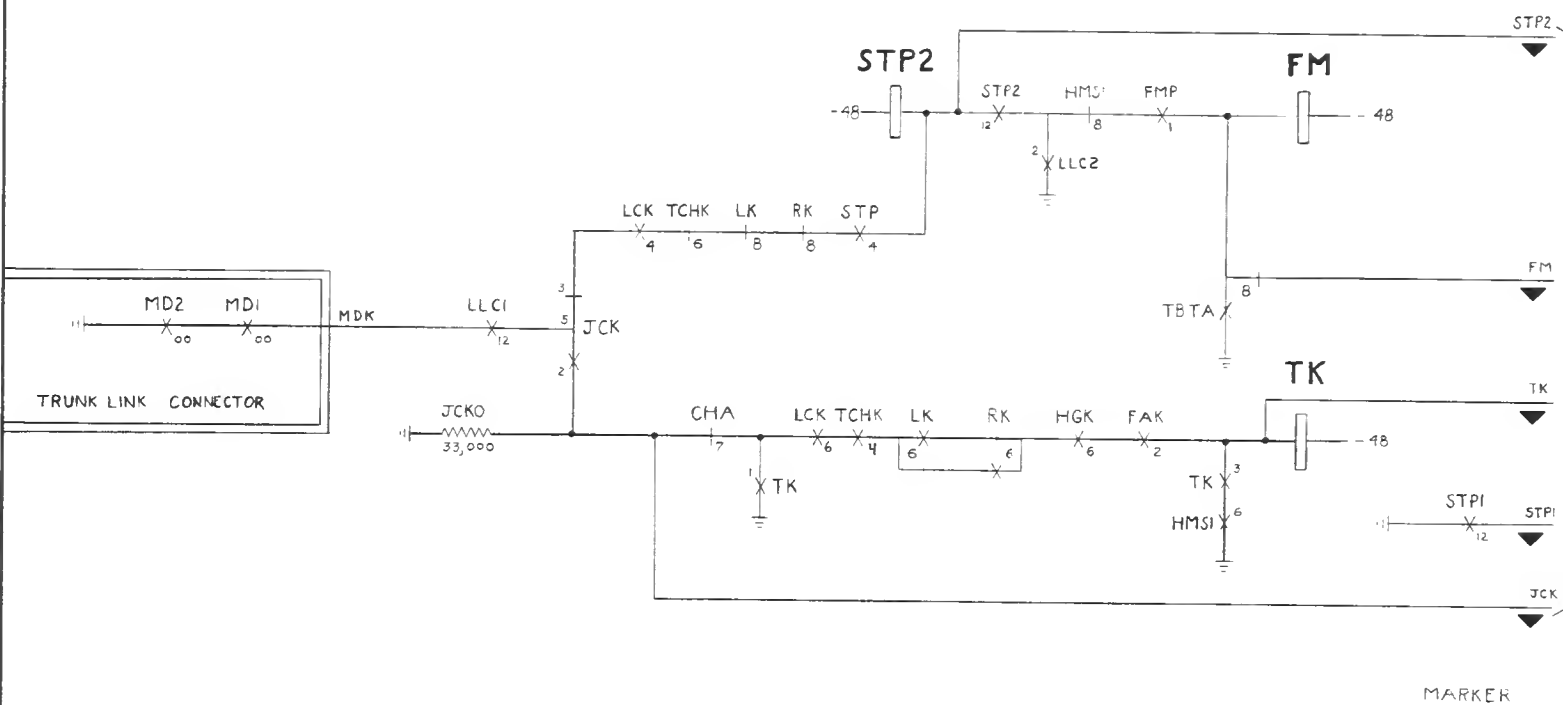 STP2
STP2
FM
STP2 HMS1 FMP
-48
- 48
12 8 1
2 LLC2
LCK TCHK LK RK STP
4 6 8 8 4
FM
8
TBTA
3
MD2 MD1 MDK LLC1 5 JCK
00 00 12
2
TRUNK LINK CONNECTOR
TK
TK
JCK0 CHA LCK TCHK LK RK HGK FAK
33,000 7 6 4 6 6 6 2
- 48
1 TK
TK 3
HMS1 6
STP1
STP1
12
JCK
MARKER